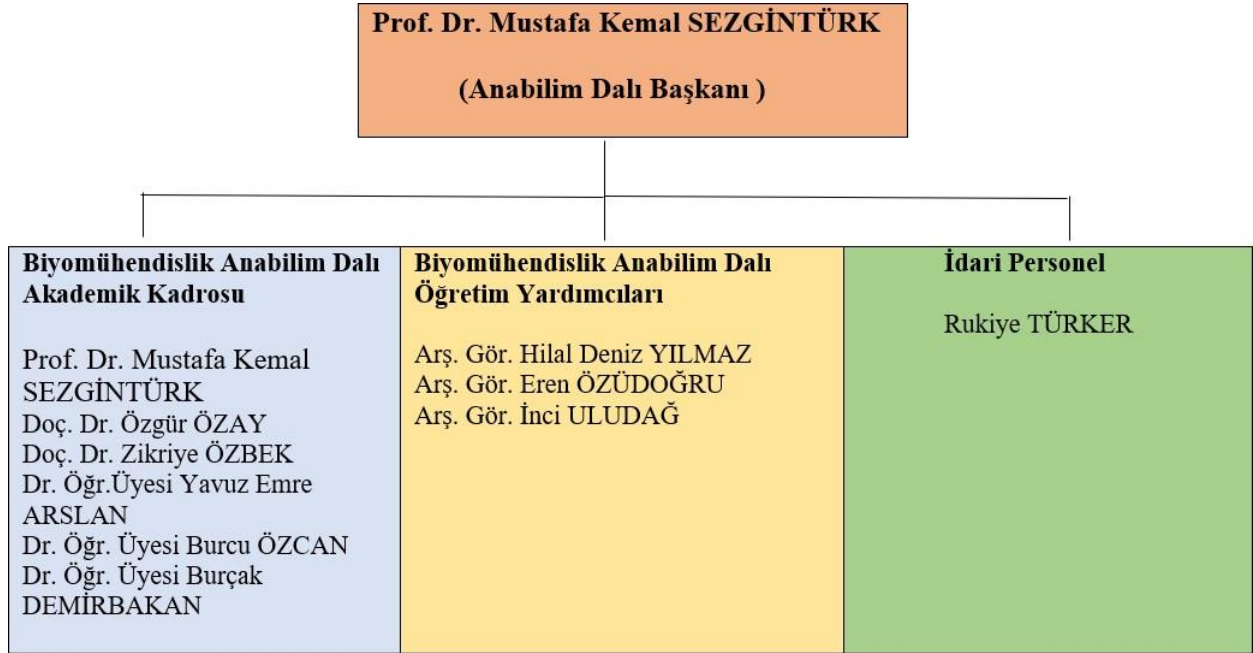 Prof. Dr. Mustafa Kemal SEZGİNTÜRK
(Anabilim Dalı Başkanı )
Biyomühendislik Anabilim Dalı
Akademik Kadrosu
Prof. Dr. Mustafa Kemal
SEZGİNTÜRK
Doç. Dr. Özgür ÖZAY
Doç. Dr. Zikriye ÖZBEK
Dr. Öğr.Üyesi Yavuz Emre
ARSLAN
Dr. Öğr. Üyesi Burcu ÖZCAN
Dr. Öğr. Üyesi Burçak
DEMİRBAKAN
Biyomühendislik Anabilim Dalı
Öğretim Yardımcıları
Arş. Gör. Hilal Deniz YILMAZ
Arş. Gör. Eren ÖZÜDOĞRU
Arş. Gör. İnci ULUDAĞ
İdari Personel
Rukiye TÜRKER